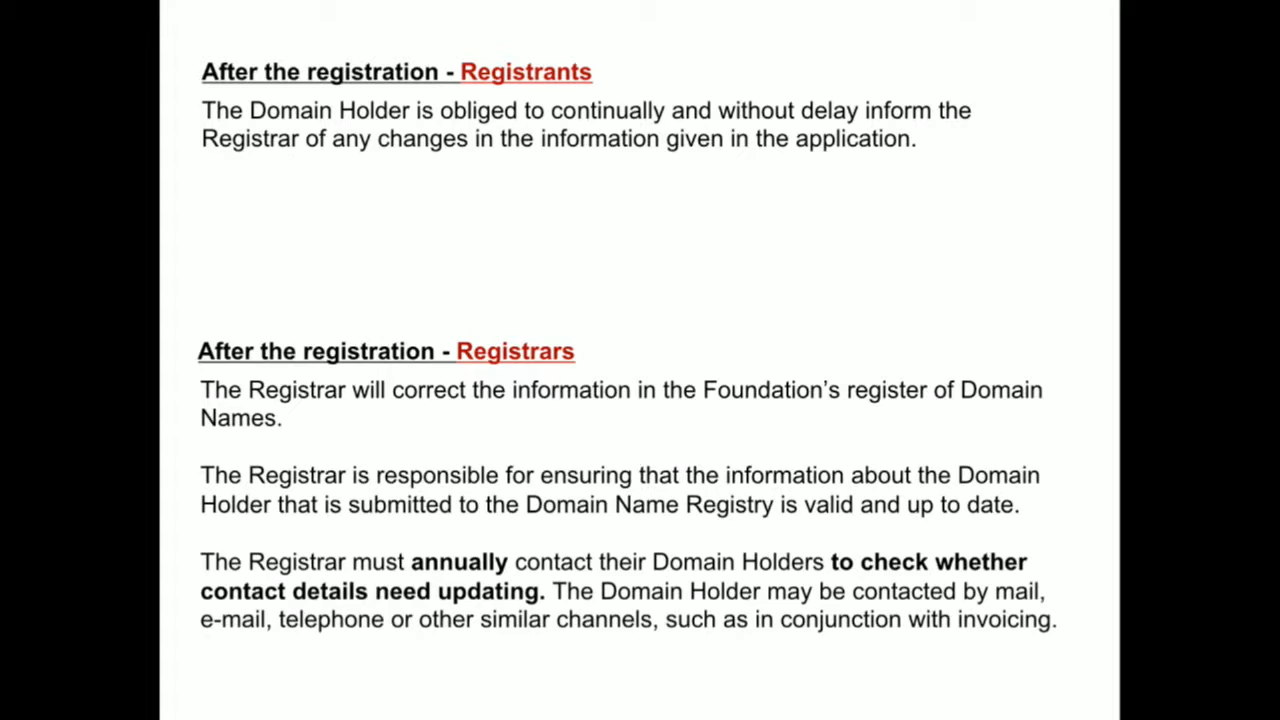 After the registration - Registrants
The Domain Holder is obliged to continually and without delay inform the
Registrar of any changes in the information given in the application.
After the registration - Registrars
The Registrar will correct the information in the Foundation’s register of Domain
Names.
The Registrar is responsible for ensuring that the information about the Domain
Holder that is submitted to the Domain Name Registry is valid and up to date.
The Registrar must annually contact their Domain Holders to check whether
contact details need updating. The Domain Holder may be contacted by mail,
e-mail, telephone or other similar channels, such as in conjunction with invoicing.